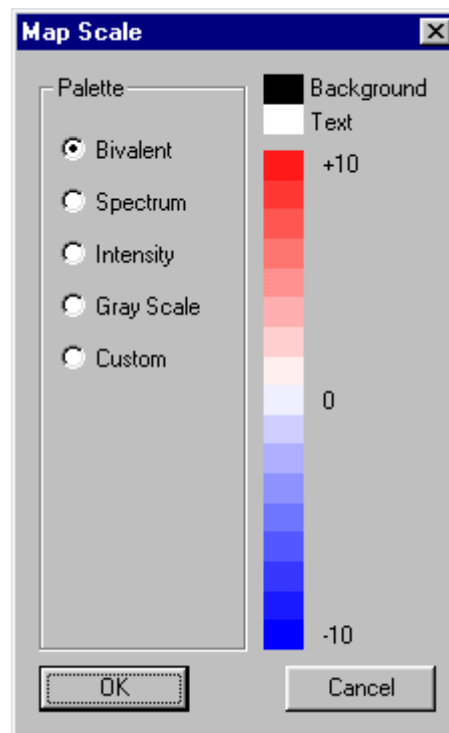 Map Scale
Palette
Bivalent
Spectrum
Intensity
Gray Scale
Custom
Background
Text
+10
0
-10
OK
Cancel